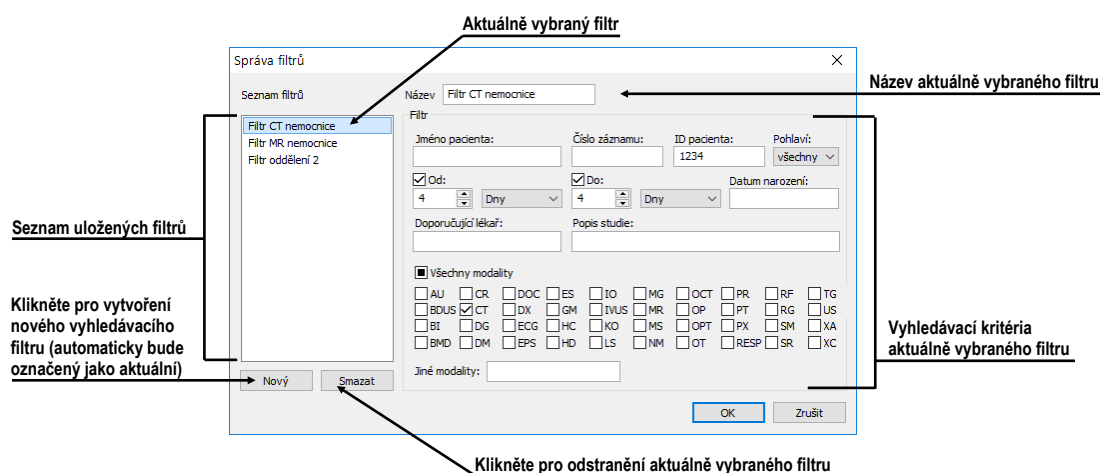 Aktuálně vybraný filtr
Správa filtrů
Název aktuálně vybraného filtru
Seznam filtrů
Název Filtr CT nemocnice
Filtr
Filtr CT nemocnice
Filtr MR nemocnice
Filtr oddělení 2
Jméno pacienta: Číslo záznamu: ID pacienta: Pohlaví:
1234 všechny
Od: Do: Datum narození:
4 Dny 4 Dny
Doporučující lékař: Popis studie:
Seznam uložených filtrů
Všechny modality
AU CR DOC ES IO MG OCT PR RF TG
BDUS CT DX GM IVUS MR OP PT RG US
BI DG ECG HC KO MS OPT PX SM XA
BMD DM EPS HD LS NM OT RESP SR XC
Jiné modality:
Klikněte pro vytvoření
nového vyhledávacího
filtru (automaticky bude
označený jako aktuální)
Vyhledávací kritéria
aktuálně vybraného filtru
Nový Smazat
OK Zrušit
Klikněte pro odstranění aktuálně vybraného filtru